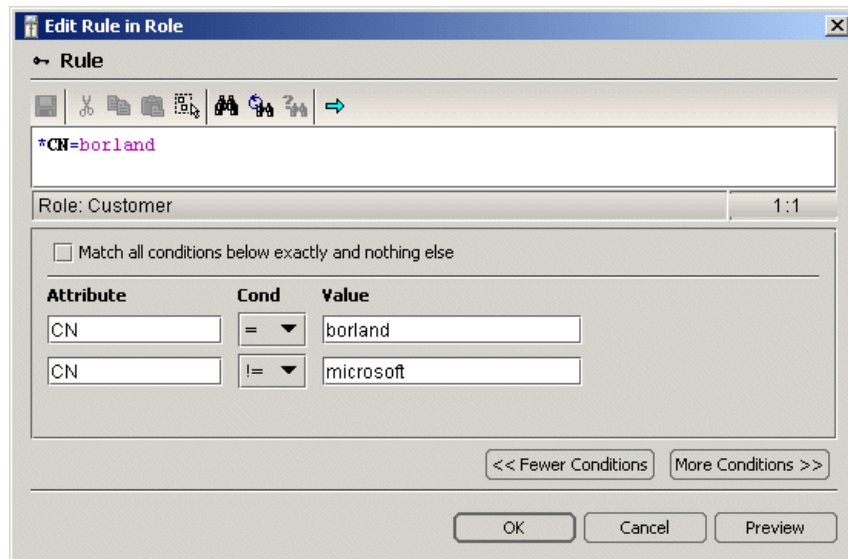 Edit Rule in Role
Rule
*CN=borland
Role: Customer 1:1
Match all conditions below exactly and nothing else
Attribute Cond Value
CN = borland
CN != microsoft
<< Fewer Conditions More Conditions >>
OK Cancel Preview